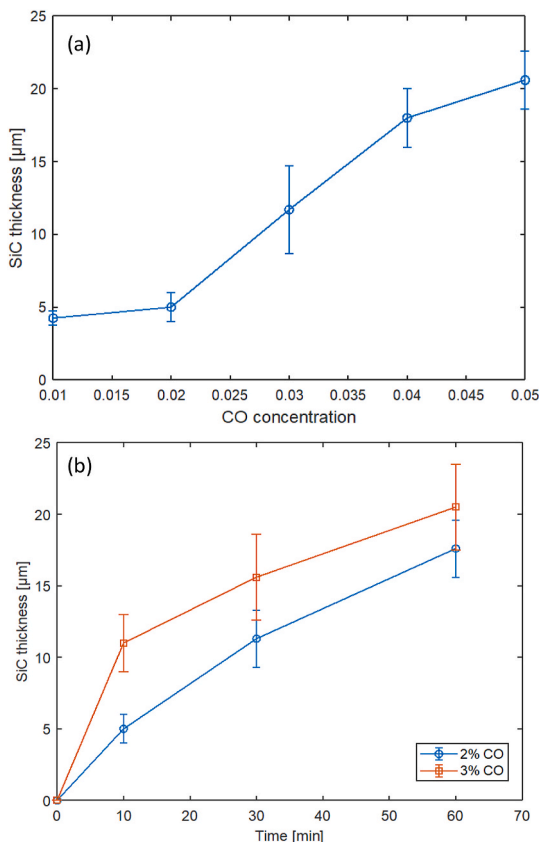 (a)
25
20
15
10
5
0
SiC thickness [µm]
0.01 0.015 0.02 0.025 0.03 0.035 0.04 0.045 0.05
CO concentration
(b)
25
20
15
10
5
0
SiC thickness [µm]
2% CO
3% CO
0 10 20 30 40 50 60 70
Time [min]